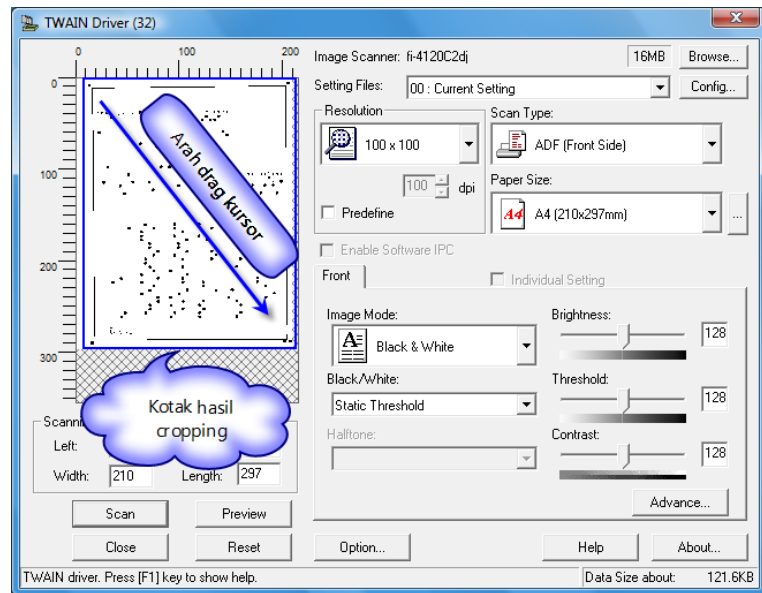 TWAIN Driver (32)
0 100 200
0
100
200
300
Arah drag kursor
Kotak hasil
cropping
Scann
Left:
Width: 210 Length: 297
Scan Preview
Close Reset
Image Scanner: fi-4120C2dj 16MB Browse...
Setting Files: 00 : Current Setting Config...
Resolution
100 x 100
100 dpi
Predefine
Scan Type:
ADF (Front Side)
Paper Size:
A4 A4 (210x297mm) ...
Enable Software IPC
Front Individual Setting
Image Mode:
Black & White
Black/White:
Static Threshold
Halftone:
Brightness:
128
Threshold:
128
Contrast:
128
Advance...
Option... Help About...
TWAIN driver. Press [F1] key to show help. Data Size about: 121.6KB